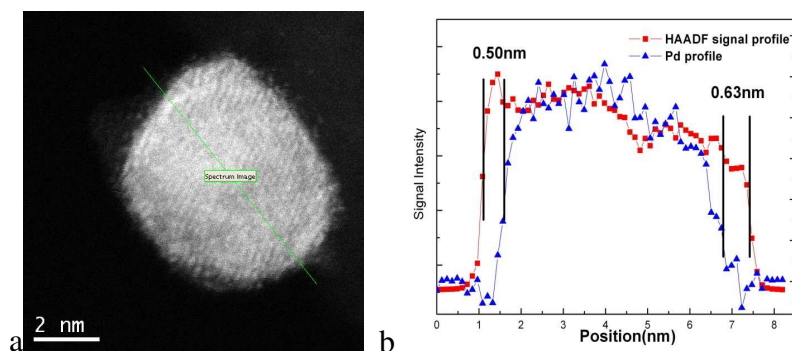 Spectrum Image
2 nm
a
HAADF signal profile
Pd profile
0.50nm
0.63nm
Signal Intensity
0 1 2 3 4 5 6 7 8
Position(nm)
b